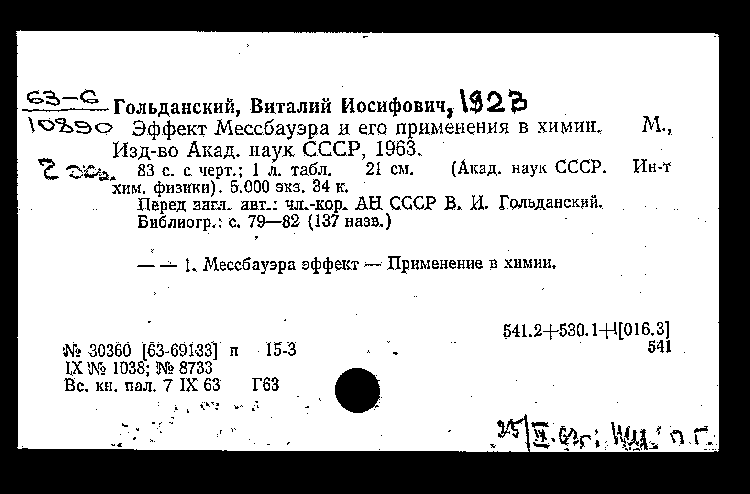 63-6
10890
Гольданский, Виталий Иосифович, 1923
Эффект Мессбауэра и его применения в химии. М.,
Изд-во Акад. наук СССР, 1963.
83 с. с черт.; 1 л. табл. 21 см. (Акад. наук СССР. Ин-т
хим. физики). 5.000 экз. 34 к.
Перед загл. авт.: чл.-кор. АН СССР В. И. Гольданский.
Библиогр.: с. 79—82 (137 назв.)
— — 1. Мессбауэра эффект — Применение в химии.
541.2+530.1+[016.3]
№ 30360 [63-69133] п 15-3 541
IX № 1038; № 8733
Вс. кн. пал. 7 IX 63 Г63